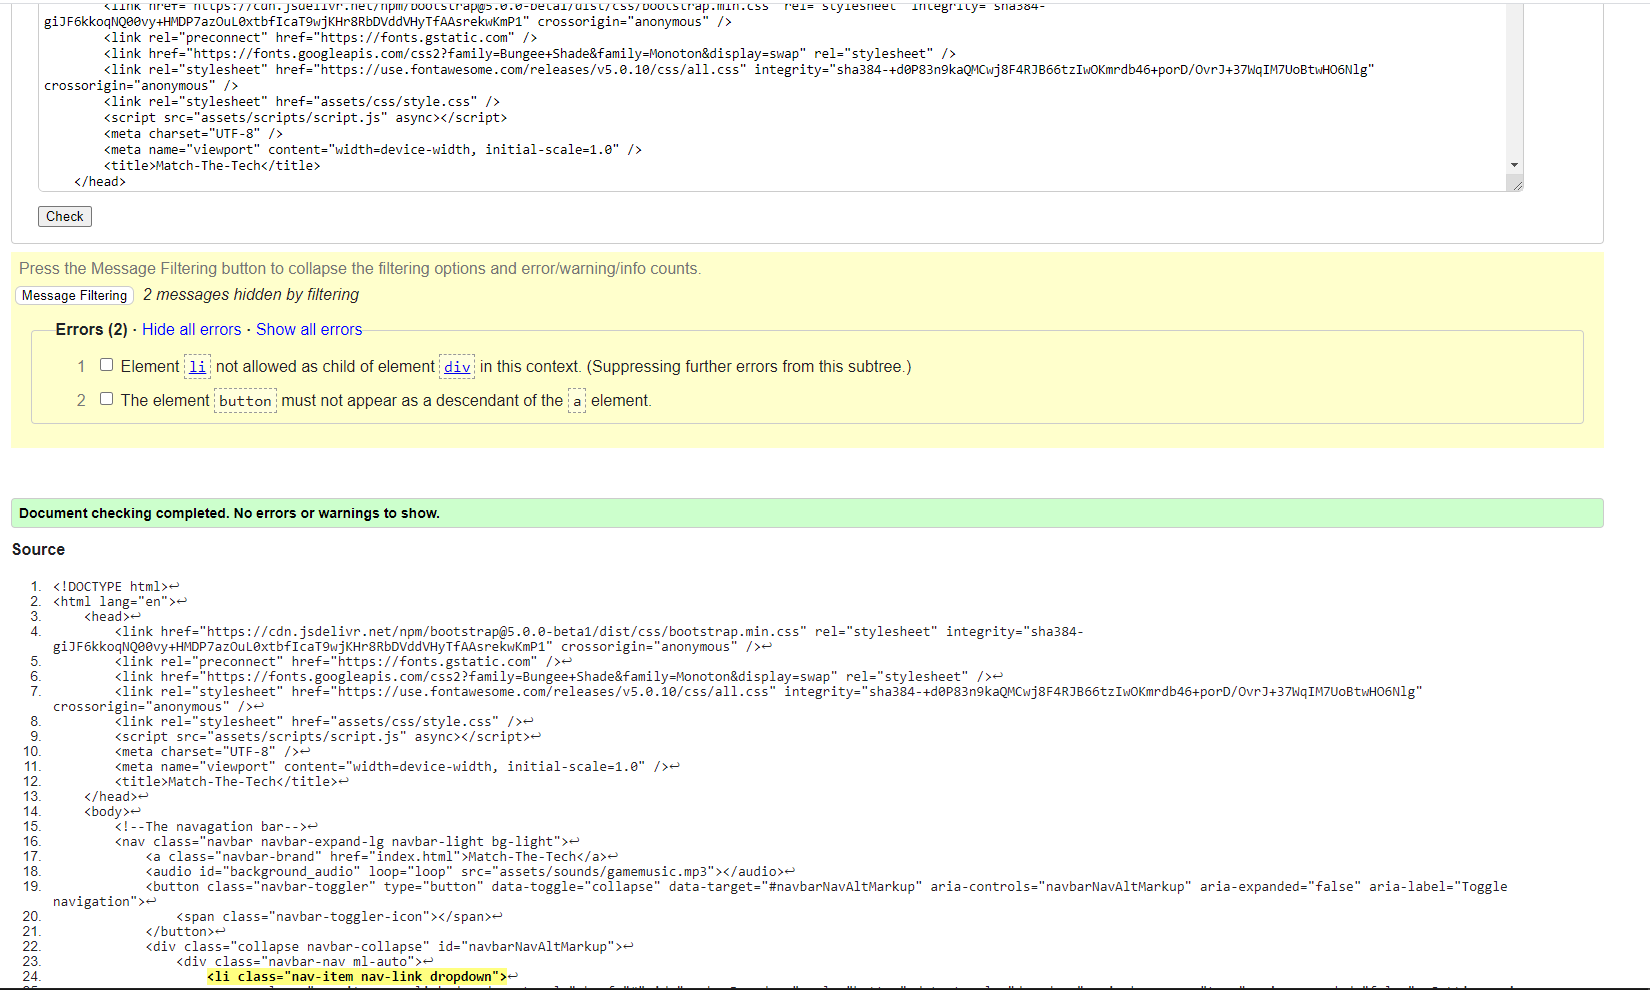 <link href="https://cdn.jsdelivr.net/npm/bootstrap@5.0.0-beta1/dist/css/bootstrap.min.css" rel="stylesheet" integrity="sha384-
giJF6kkoqNQ00vy+HMDP7azOuL0xtbfIcaT9wjKHr8RbDVddVHyTfAAsrekwKmP1" crossorigin="anonymous" />
<link rel="preconnect" href="https://fonts.gstatic.com" />
<link href="https://fonts.googleapis.com/css2?family=Bungee+Shade&family=Monoton&display=swap" rel="stylesheet" />
<link rel="stylesheet" href="https://use.fontawesome.com/releases/v5.0.10/css/all.css" integrity="sha384-+d0P83n9kaQMCwj8F4RJB66tzIwOKmrdb46+porD/OvrJ+37WqIM7UoBtwHO6Nlg"
crossorigin="anonymous" />
<link rel="stylesheet" href="assets/css/style.css" />
<script src="assets/scripts/script.js" async></script>
<meta charset="UTF-8" />
<meta name="viewport" content="width=device-width, initial-scale=1.0" />
<title>Match-The-Tech</title>
</head>
Check
Press the Message Filtering button to collapse the filtering options and error/warning/info counts.
Message Filtering 2 messages hidden by filtering
Errors (2) · Hide all errors · Show all errors
1 Element li not allowed as child of element div in this context. (Suppressing further errors from this subtree.)
2 The element button must not appear as a descendant of the a element.
Document checking completed. No errors or warnings to show.
Source
1. <!DOCTYPE html>↩
2. <html lang="en">↩
3. <head>↩
4. <link href="https://cdn.jsdelivr.net/npm/bootstrap@5.0.0-beta1/dist/css/bootstrap.min.css" rel="stylesheet" integrity="sha384-
giJF6kkoqNQ00vy+HMDP7azOuL0xtbfIcaT9wjKHr8RbDVddVHyTfAAsrekwKmP1" crossorigin="anonymous" />↩
5. <link rel="preconnect" href="https://fonts.gstatic.com" />↩
6. <link href="https://fonts.googleapis.com/css2?family=Bungee+Shade&family=Monoton&display=swap" rel="stylesheet" />↩
7. <link rel="stylesheet" href="https://use.fontawesome.com/releases/v5.0.10/css/all.css" integrity="sha384-+d0P83n9kaQMCwj8F4RJB66tzIwOKmrdb46+porD/OvrJ+37WqIM7UoBtwHO6Nlg"
crossorigin="anonymous" />↩
8. <link rel="stylesheet" href="assets/css/style.css" />↩
9. <script src="assets/scripts/script.js" async></script>↩
10. <meta charset="UTF-8" />↩
11. <meta name="viewport" content="width=device-width, initial-scale=1.0" />↩
12. <title>Match-The-Tech</title>↩
13. </head>↩
14. <body>↩
15. <!--The navagation bar-->↩
16. <nav class="navbar navbar-expand-lg navbar-light bg-light">↩
17. <a class="navbar-brand" href="index.html">Match-The-Tech</a>↩
18. <audio id="background_audio" loop="loop" src="assets/sounds/gamemusic.mp3"></audio>↩
19. <button class="navbar-toggler" type="button" data-toggle="collapse" data-target="#navbarNavAltMarkup" aria-controls="navbarNavAltMarkup" aria-expanded="false" aria-label="Toggle
navigation">↩
20. <span class="navbar-toggler-icon"></span>↩
21. </button>↩
22. <div class="collapse navbar-collapse" id="navbarNavAltMarkup">↩
23. <div class="navbar-nav ml-auto">↩
24. <li class="nav-item nav-link dropdown">↩